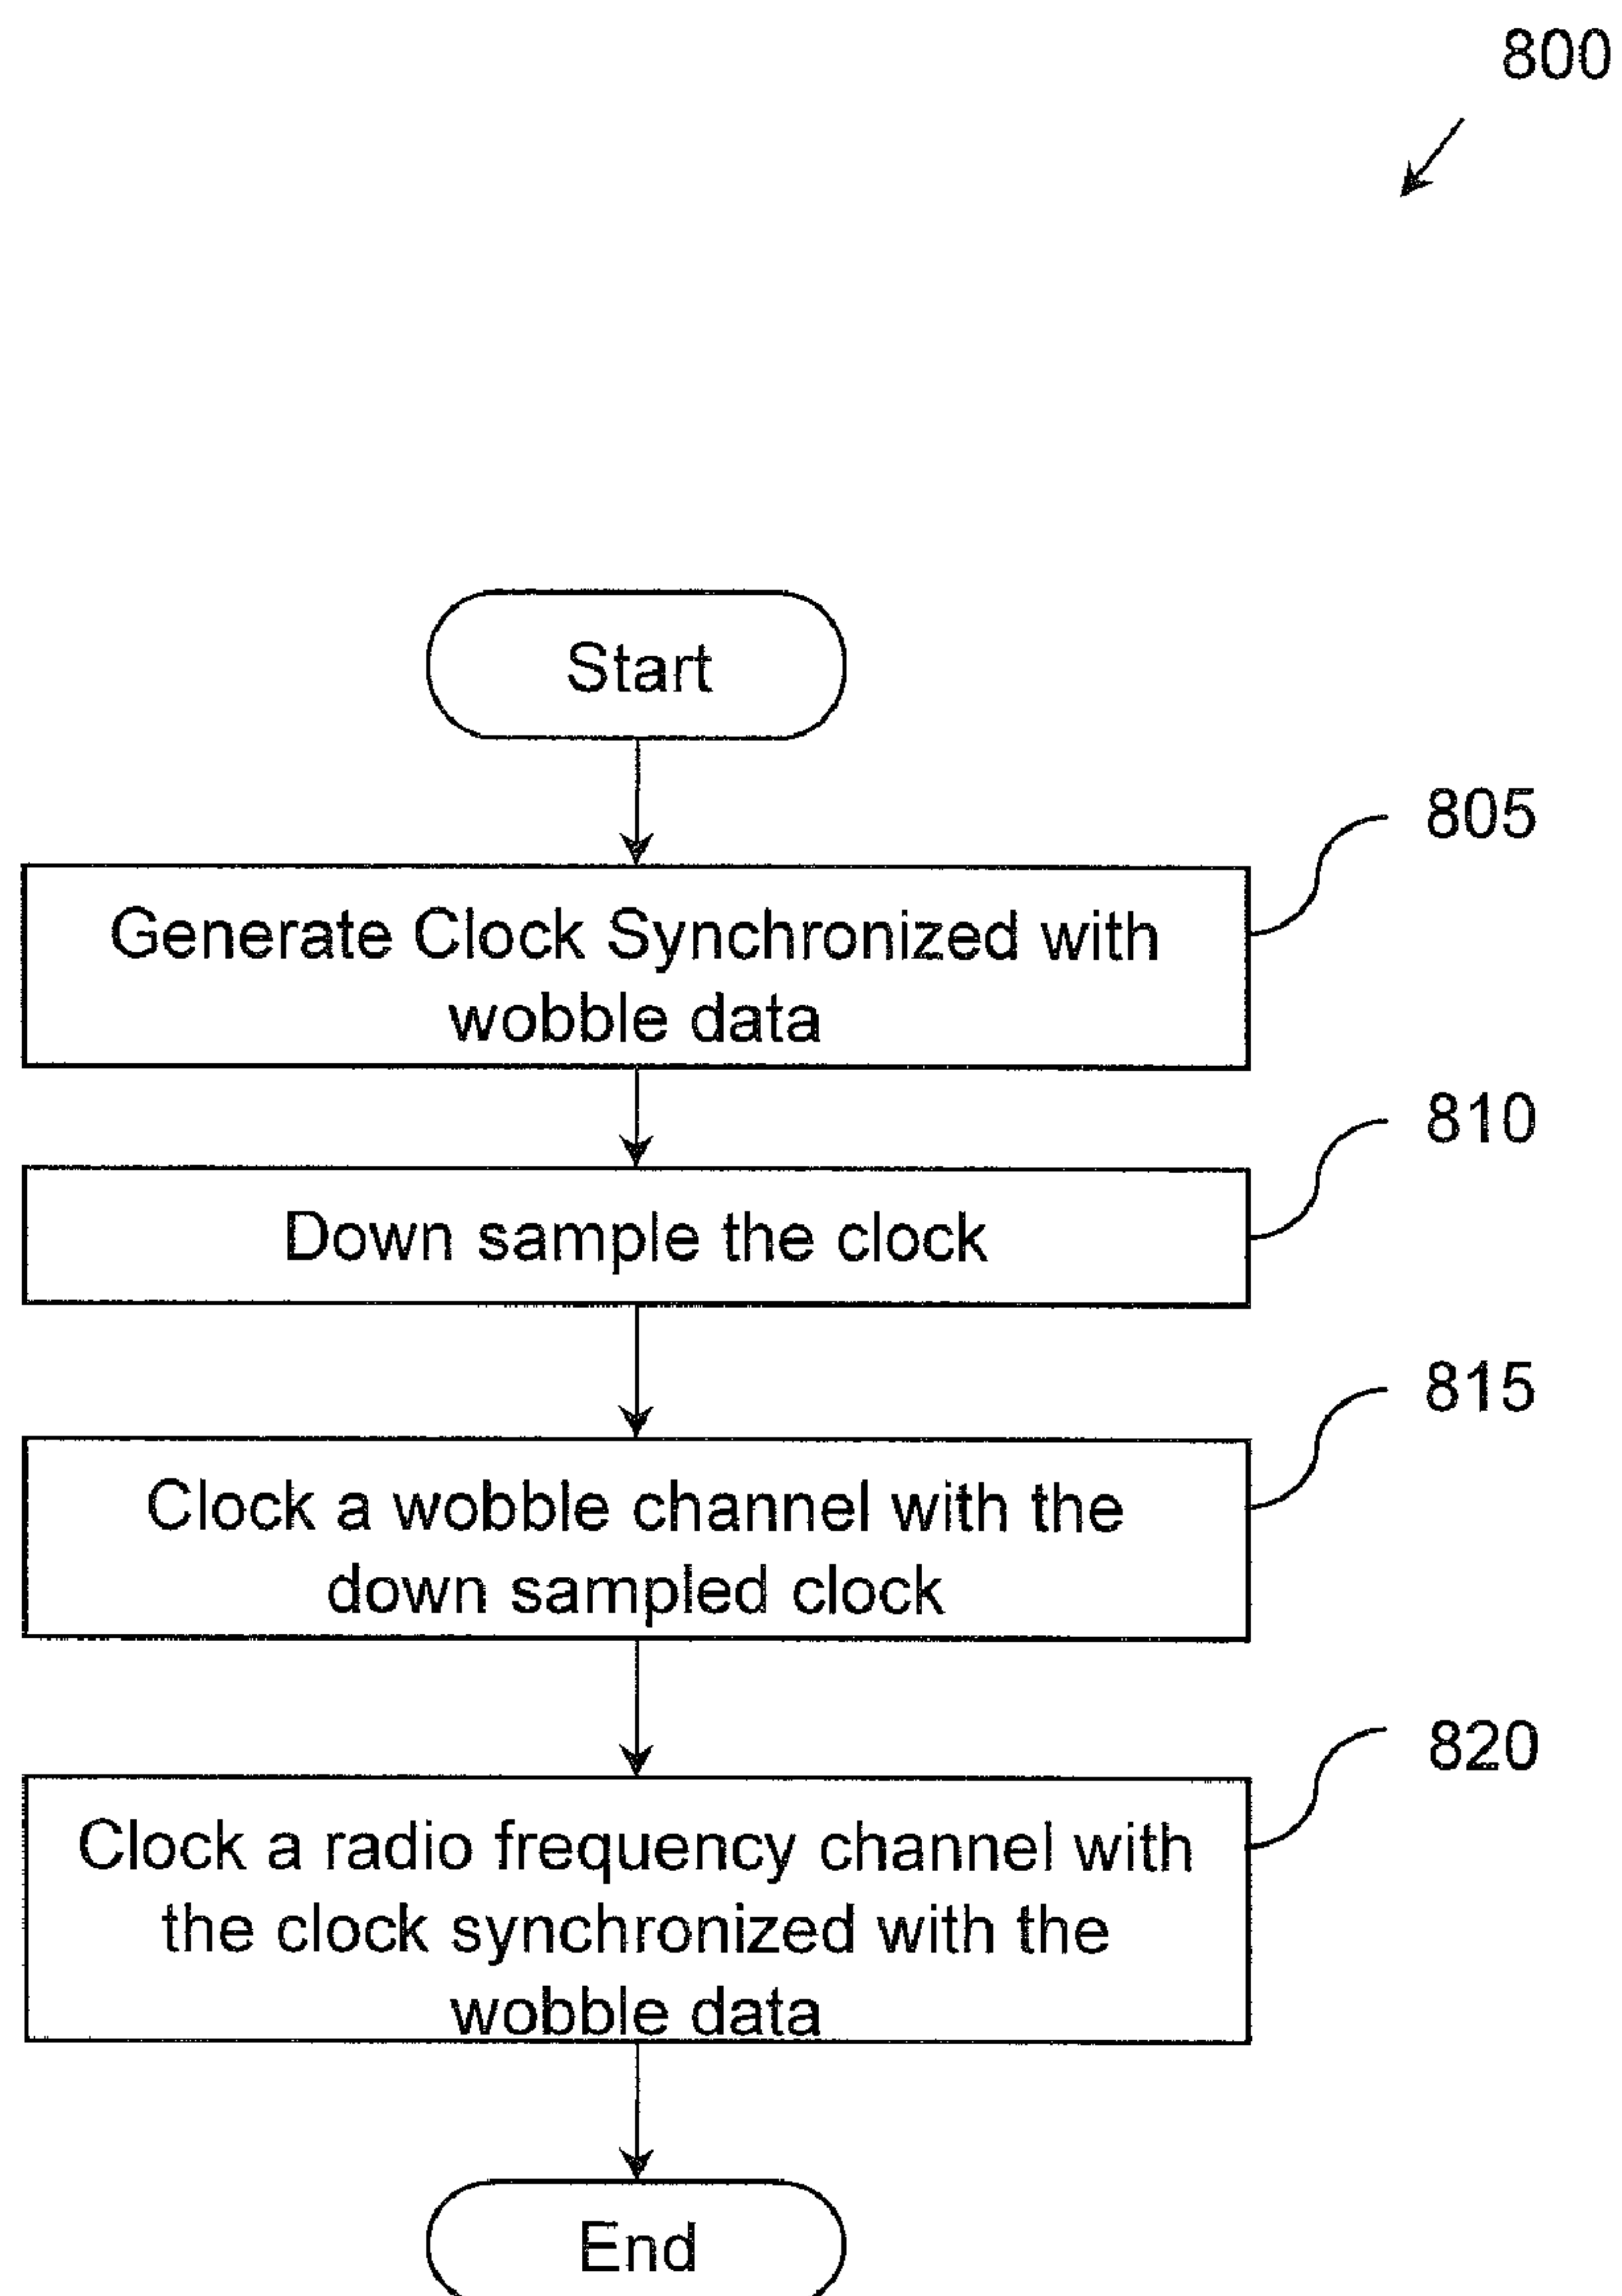 800
Start
805
Generate Clock Synchronized with
wobble data
810
Down sample the clock
815
Clock a wobble channel with the
down sampled clock
820
Clock a radio frequency channel with
the clock synchronized with the
wobble data
End